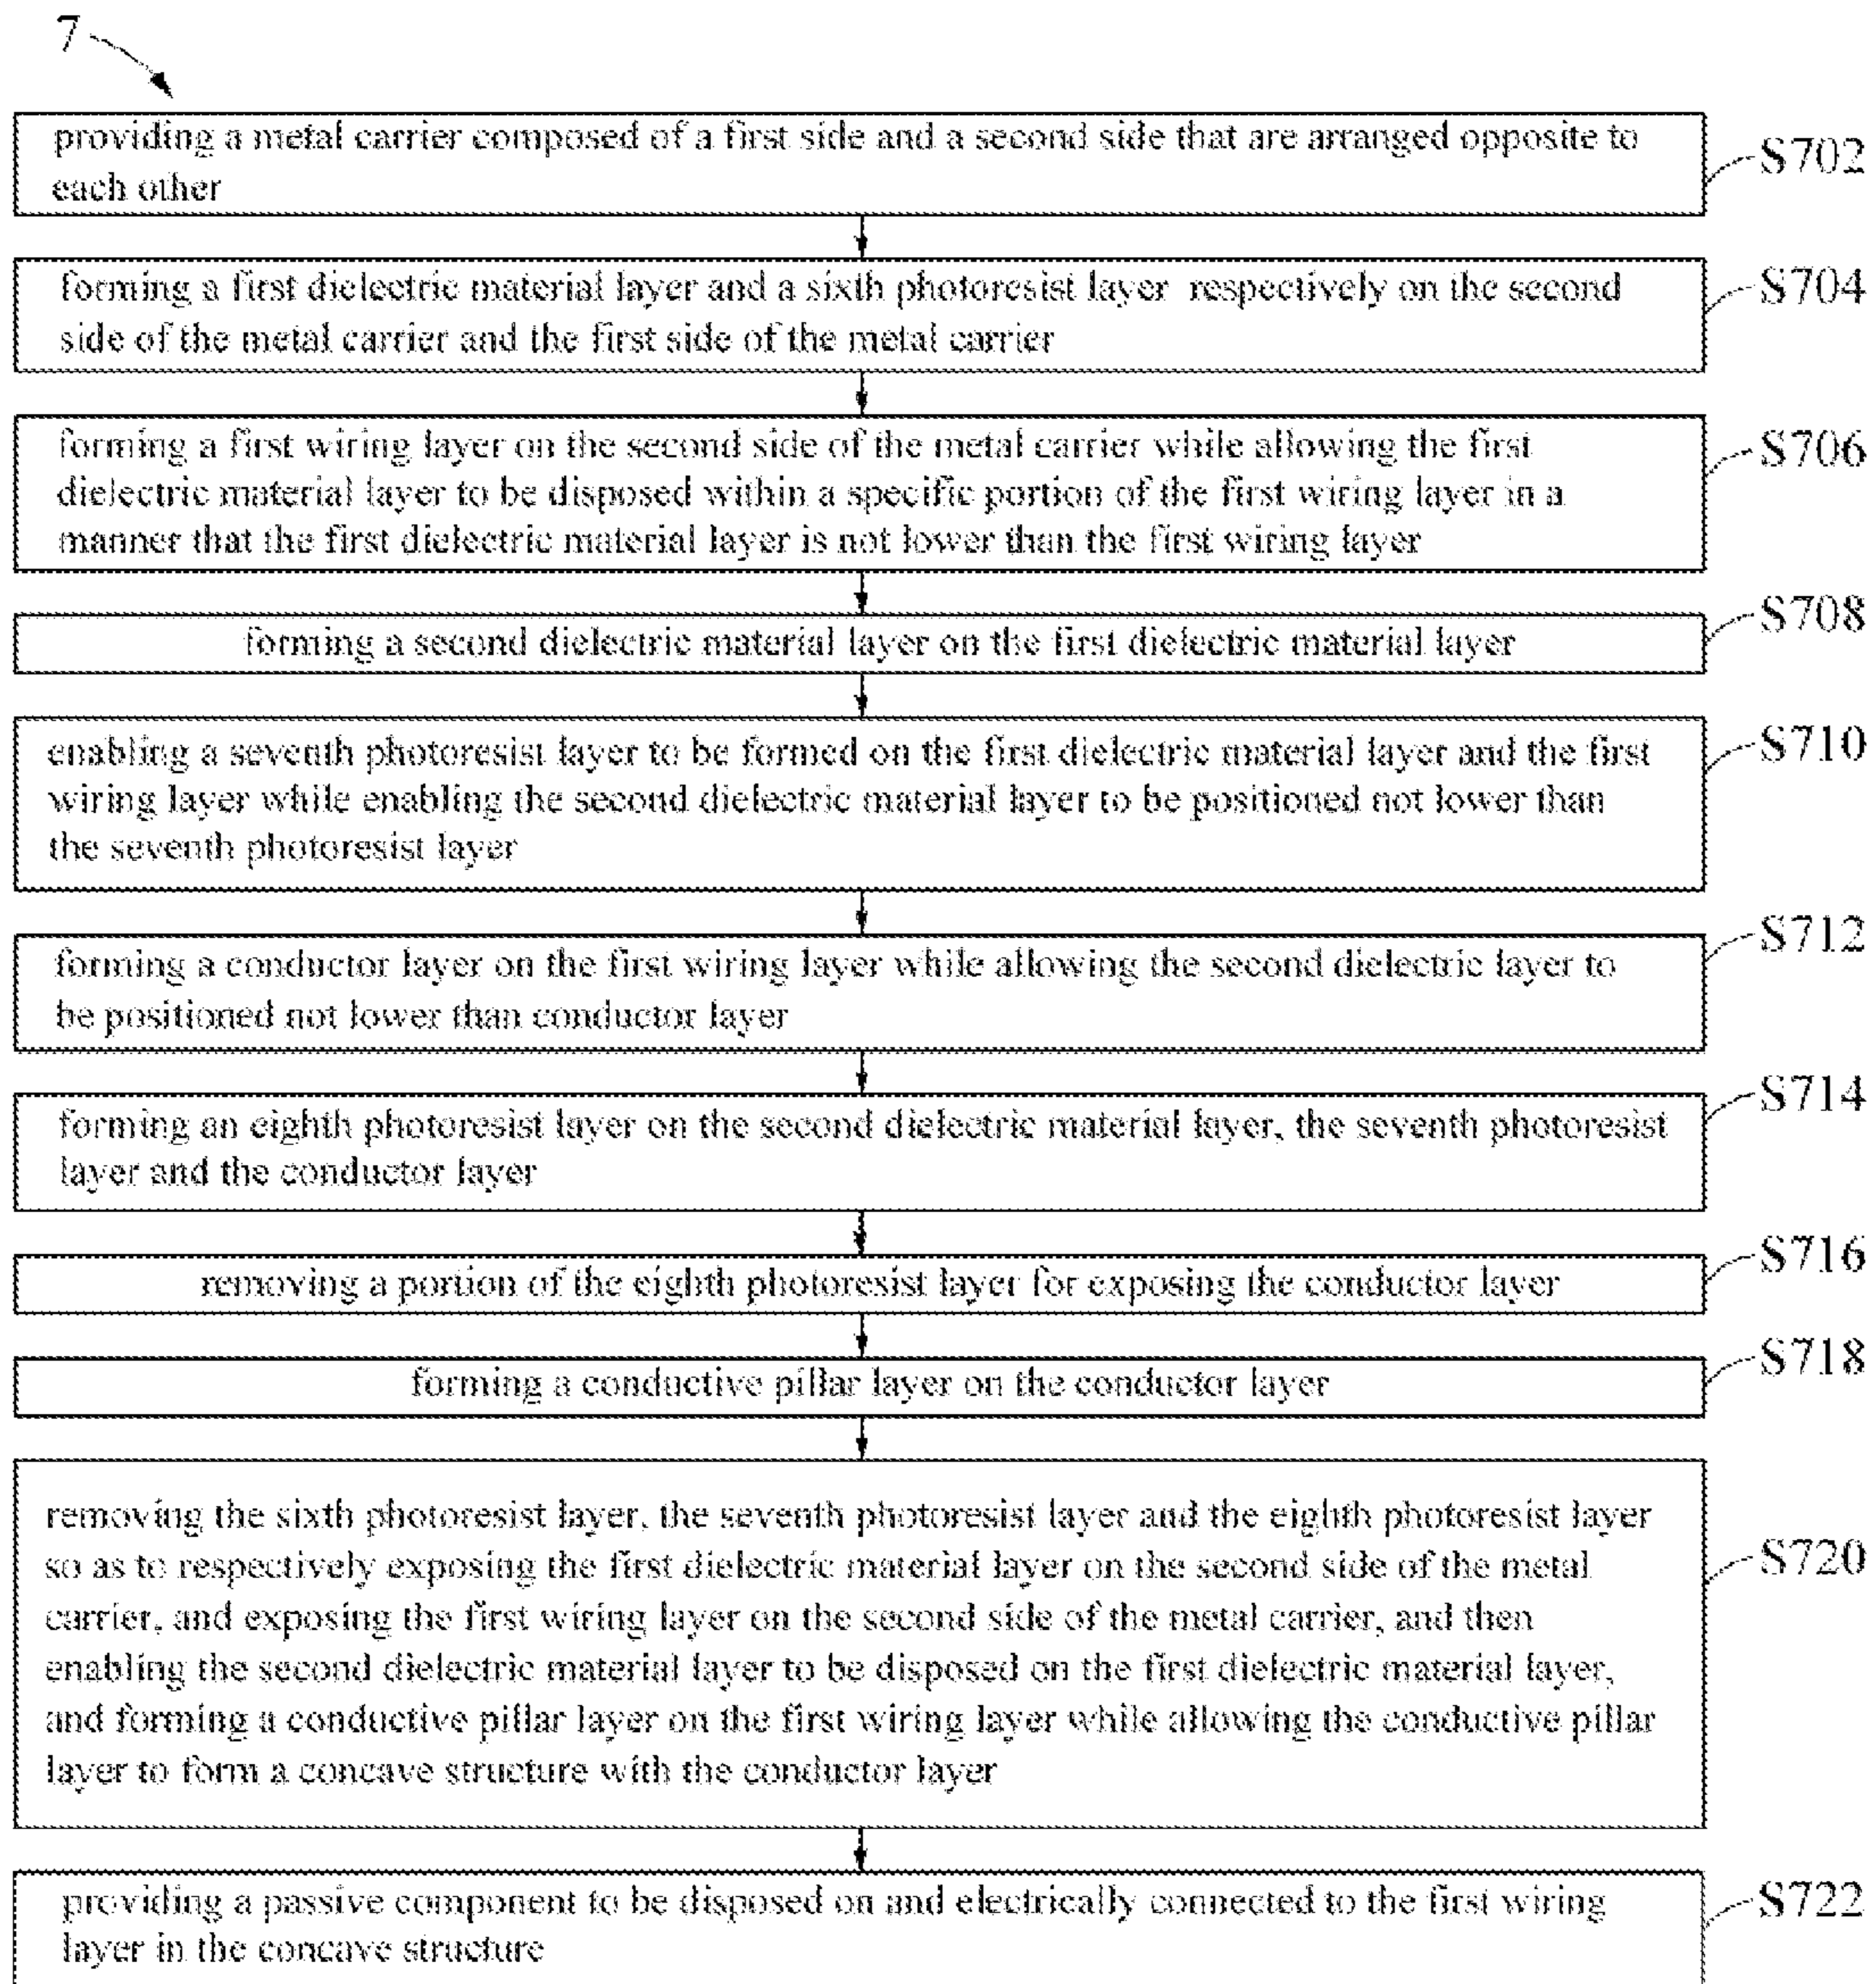 7
providing a metal carrier composed of a first side and a second side that are arranged opposite to
each other
S702
forming a first dielectric material layer and a sixth photoresist layer respectively on the second
side of the metal carrier and the first side of the metal carrier
S704
forming a first wiring layer on the second side of the metal carrier while allowing the first
dielectric material layer to be disposed within a specific portion of the first wiring layer in a
manner that the first dielectric material layer is not lower than the first wiring layer
S706
forming a second dielectric material layer on the first dielectric material layer
S708
enabling a seventh photoresist layer to be formed on the first dielectric material layer and the first
wiring layer while enabling the second dielectric material layer to be positioned not lower than
the seventh photoresist layer
S710
forming a conductor layer on the first wiring layer while allowing the second dielectric layer to
be positioned not lower than conductor layer
S712
forming an eighth photoresist layer on the second dielectric material layer, the seventh photoresist
layer and the conductor layer
S714
removing a portion of the eighth photoresist layer for exposing the conductor layer
S716
forming a conductive pillar layer on the conductor layer
S718
removing the sixth photoresist layer, the seventh photoresist layer and the eighth photoresist layer
so as to respectively exposing the first dielectric material layer on the second side of the metal
carrier, and exposing the first wiring layer on the second side of the metal carrier, and then
enabling the second dielectric material layer to be disposed on the first dielectric material layer,
and forming a conductive pillar layer on the first wiring layer while allowing the conductive pillar
layer to form a concave structure with the conductor layer
S720
providing a passive component to be disposed on and electrically connected to the first wiring
layer in the concave structure
S722